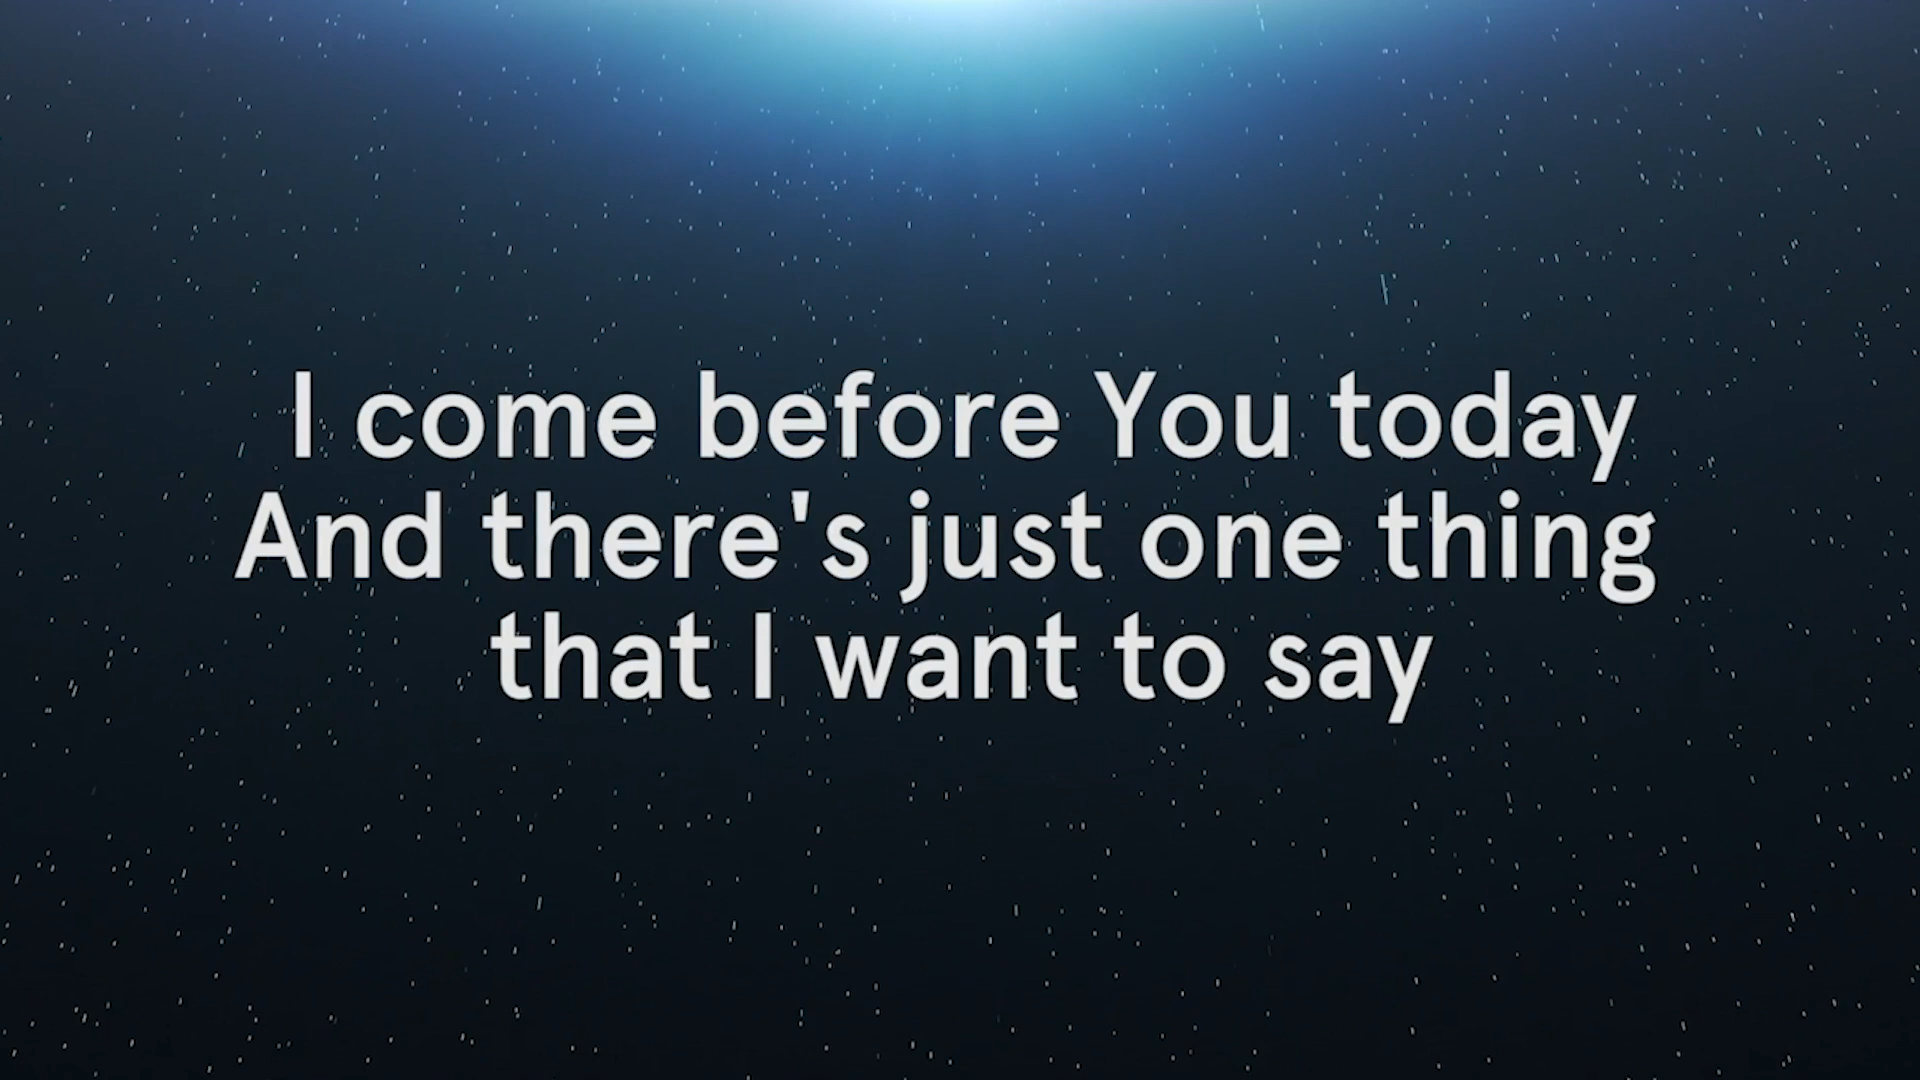 I come before You today
And there's just one thing
that I want to say